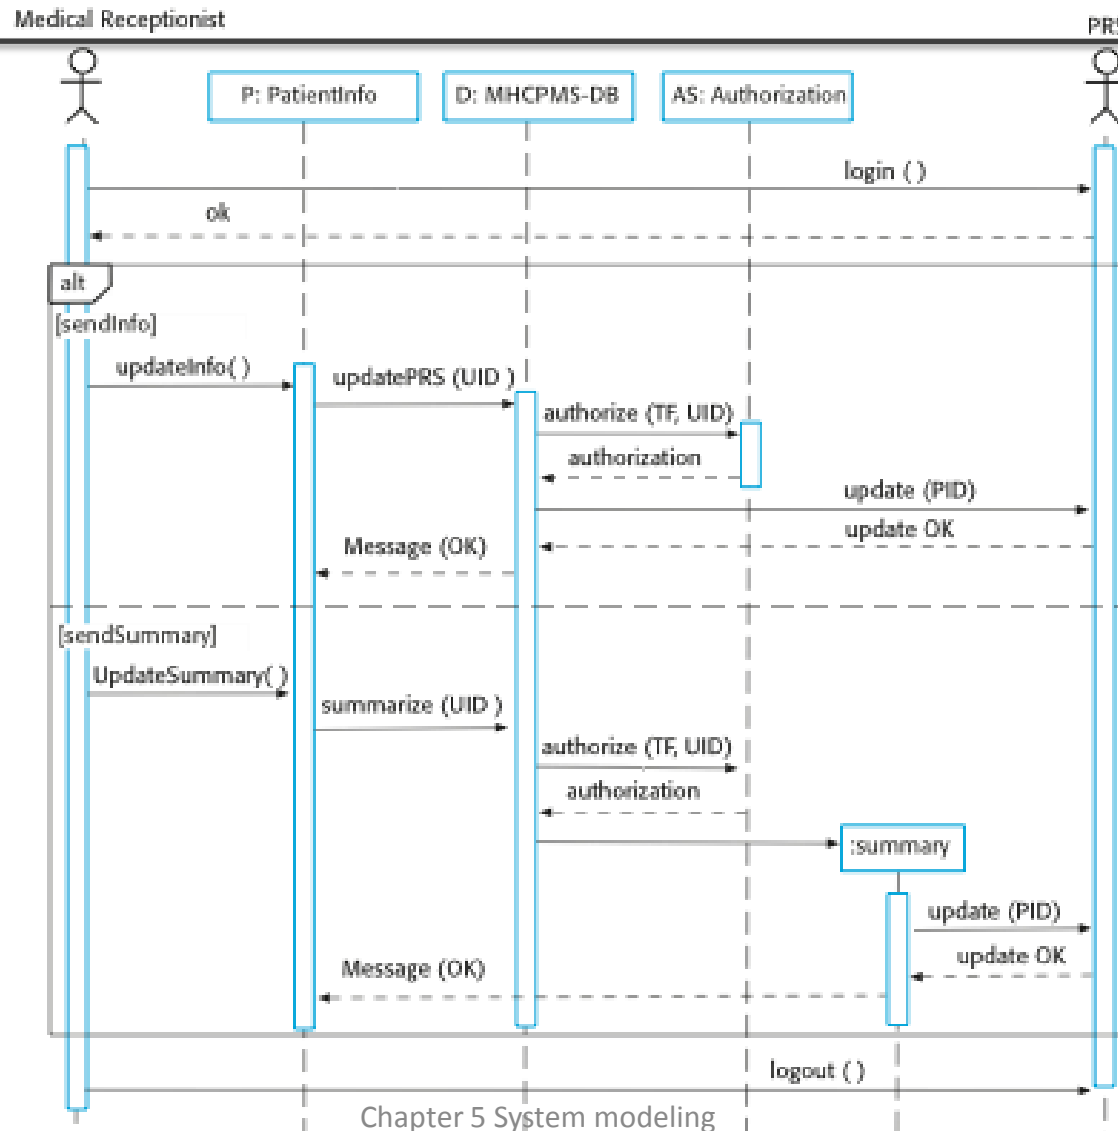 Medical Receptionist
PRS
P: PatientInfo
D: MHCPMS-DB
AS: Authorization
login ( )
ok
alt
[sendInfo]
updateInfo( )
updatePRS (UID )
authorize (TF, UID)
authorization
update (PID)
update OK
Message (OK)
[sendSummary]
UpdateSummary( )
summarize (UID )
authorize (TF, UID)
authorization
:summary
update (PID)
update OK
Message (OK)
logout ( )
Chapter 5 System modeling